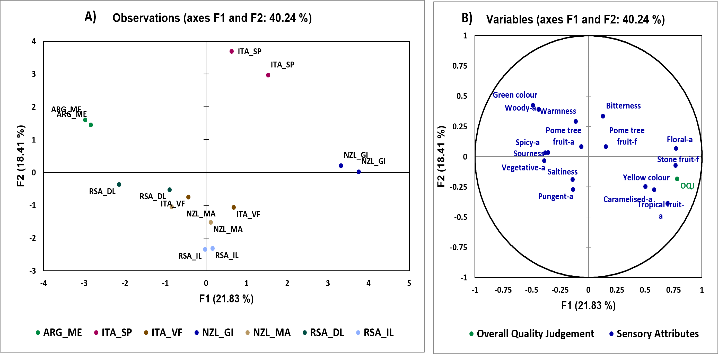 A) Observations (axes F1 and F2: 40.24 %)
4
3
2
1
0
-1
-2
-3
-4 -3 -2 -1 0 1 2 3 4 5
F2 (18.41 %)
F1 (21.83 %)
ITA_SP
ITA_SP
ARG_ME
ARG_ME
NZL_GI
NZL_GI
RSA_DL
RSA_DL
ITA_VF
ITA_VF
NZL_MA
NZL_MA
RSA_IL
RSA_IL
ARG_ME ITA_SP ITA_VF NZL_GI NZL_MA RSA_DL RSA_IL
B) Variables (axes F1 and F2: 40.24 %)
1
0.75
0.5
0.25
0
-0.25
-0.5
-0.75
-1
-1 -0.75 -0.5 -0.25 0 0.25 0.5 0.75 1
F2 (18.41 %)
F1 (21.83 %)
Green colour
Woody-a
Warmness
Bitterness
Pome tree
fruit-a
Pome tree
fruit-f
Floral-a
Spicy-a
Sourness
Stone fruit-f
Vegetative-a
Saltiness
Yellow colour
OQJ
Pungent-a
Caramelised-a
Tropical fruit-
a
Overall Quality Judgement Sensory Attributes